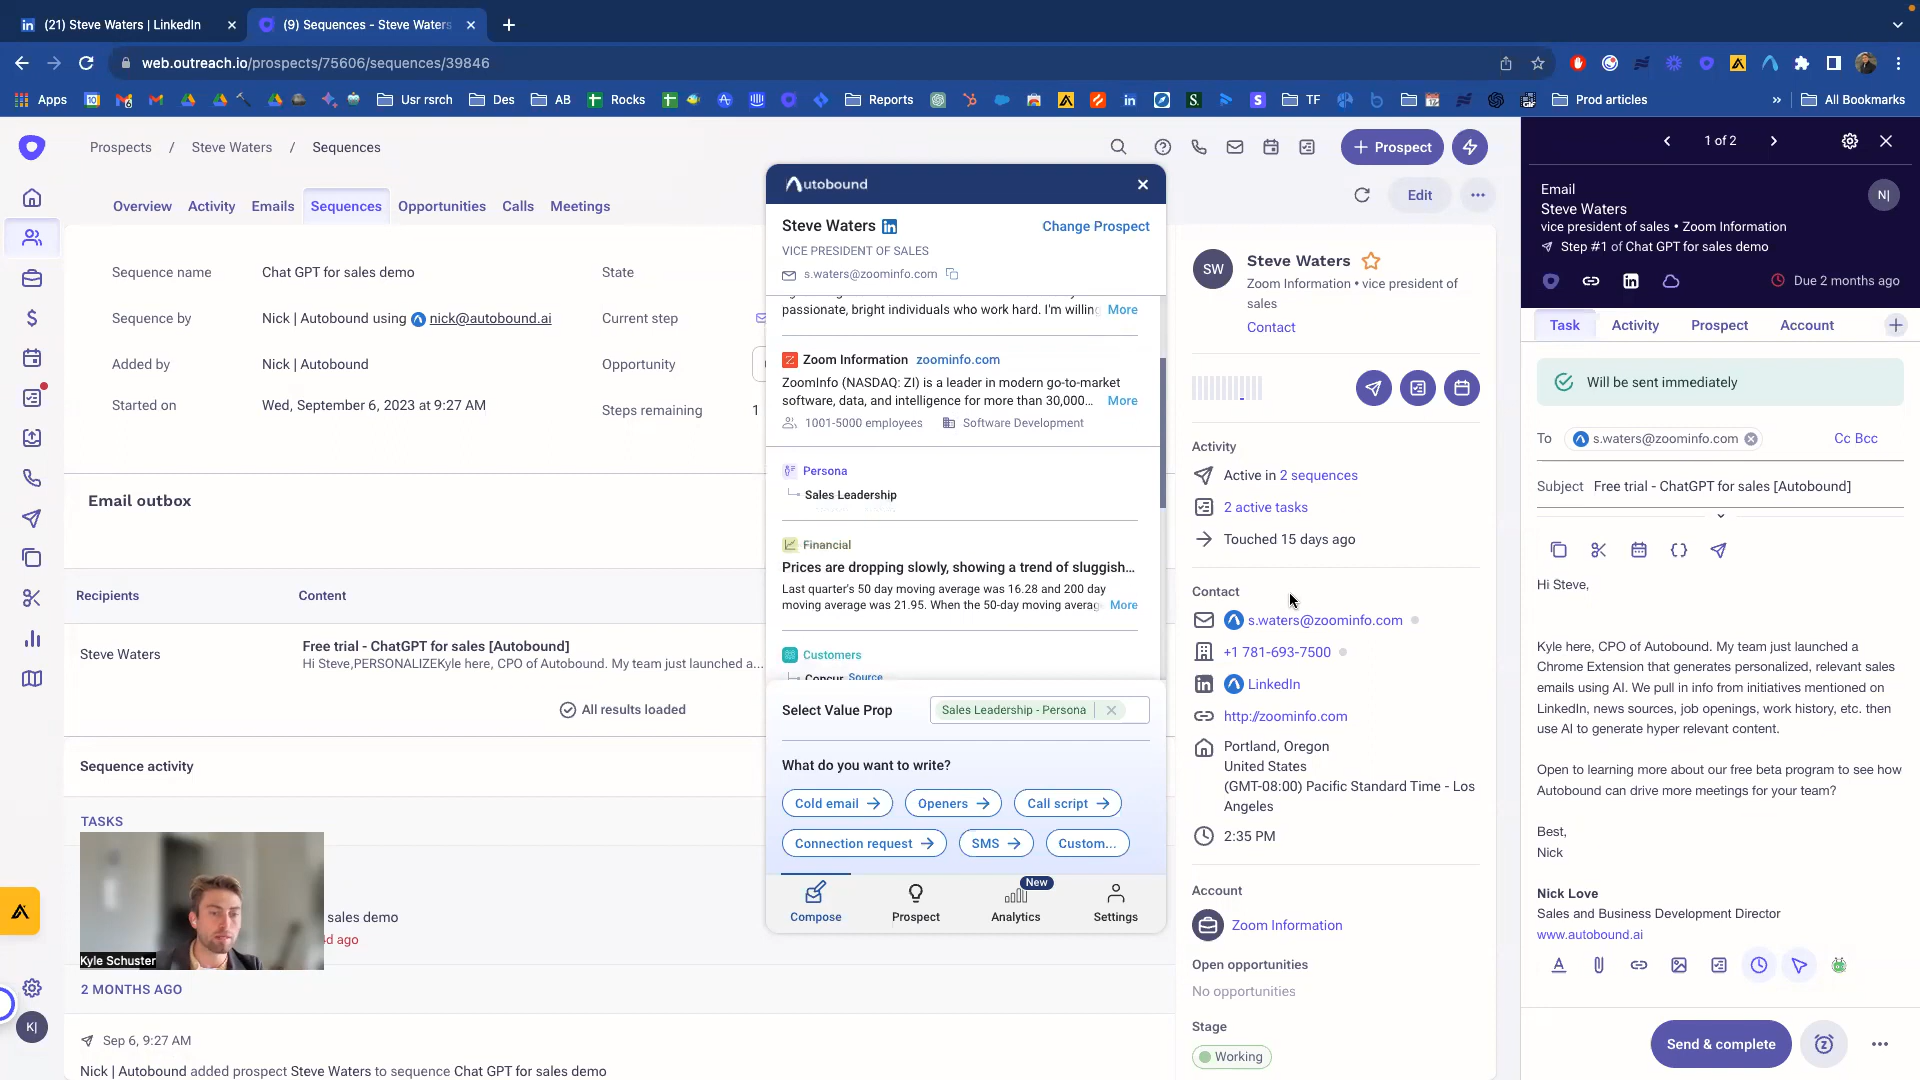 (21) Steve Waters | LinkedIn
(9) Sequences - Steve Waters
web.outreach.io/prospects/75606/sequences/39846
Apps
Usr rsrch
Des
AB
Rocks
Reports
TF
Prod articles
All Bookmarks
Prospects / Steve Waters / Sequences
+ Prospect
Overview
Activity
Emails
Sequences
Opportunities
Calls
Meetings
Edit
Sequence name
Chat GPT for sales demo
State
Sequence by
Nick | Autobound using nick@autobound.ai
Current step
Added by
Nick | Autobound
Opportunity
Started on
Wed, September 6, 2023 at 9:27 AM
Steps remaining
1
Email outbox
Recipients
Content
Steve Waters
Free trial - ChatGPT for sales [Autobound]
Hi Steve,PERSONALIZEKyle here, CPO of Autobound. My team just launched a...
All results loaded
Sequence activity
TASKS
sales demo
4d ago
Kyle Schuster
2 MONTHS AGO
Sep 6, 9:27 AM
Nick | Autobound added prospect Steve Waters to sequence Chat GPT for sales demo
K|
Autobound
Steve Waters
Change Prospect
VICE PRESIDENT OF SALES
s.waters@zoominfo.com
passionate, bright individuals who work hard. I'm willing
More
Zoom Information zoominfo.com
ZoomInfo (NASDAQ: ZI) is a leader in modern go-to-market
software, data, and intelligence for more than 30,000...
More
1001-5000 employees
Software Development
Persona
Sales Leadership
Financial
Prices are dropping slowly, showing a trend of sluggish...
Last quarter's 50 day moving average was 16.28 and 200 day
moving average was 21.95. When the 50-day moving averag
More
Customers
Concur Source
Select Value Prop
Sales Leadership - Persona
What do you want to write?
Cold email
Openers
Call script
Connection request
SMS
Custom...
New
Compose
Prospect
Analytics
Settings
SW
Steve Waters
Zoom Information • vice president of
sales
Contact
Activity
Active in 2 sequences
2 active tasks
Touched 15 days ago
Contact
s.waters@zoominfo.com
+1 781-693-7500
LinkedIn
http://zoominfo.com
Portland, Oregon
United States
(GMT-08:00) Pacific Standard Time - Los
Angeles
2:35 PM
Account
Zoom Information
Open opportunities
No opportunities
Stage
Working
1 of 2
Email
Steve Waters
vice president of sales • Zoom Information
Step #1 of Chat GPT for sales demo
N|
Due 2 months ago
Task
Activity
Prospect
Account
Will be sent immediately
To
s.waters@zoominfo.com
Cc Bcc
Subject
Free trial - ChatGPT for sales [Autobound]
Hi Steve,
Kyle here, CPO of Autobound. My team just launched a
Chrome Extension that generates personalized, relevant sales
emails using AI. We pull in info from initiatives mentioned on
LinkedIn, news sources, job openings, work history, etc. then
use AI to generate hyper relevant content.
Open to learning more about our free beta program to see how
Autobound can drive more meetings for your team?
Best,
Nick
Nick Love
Sales and Business Development Director
www.autobound.ai
Send & complete